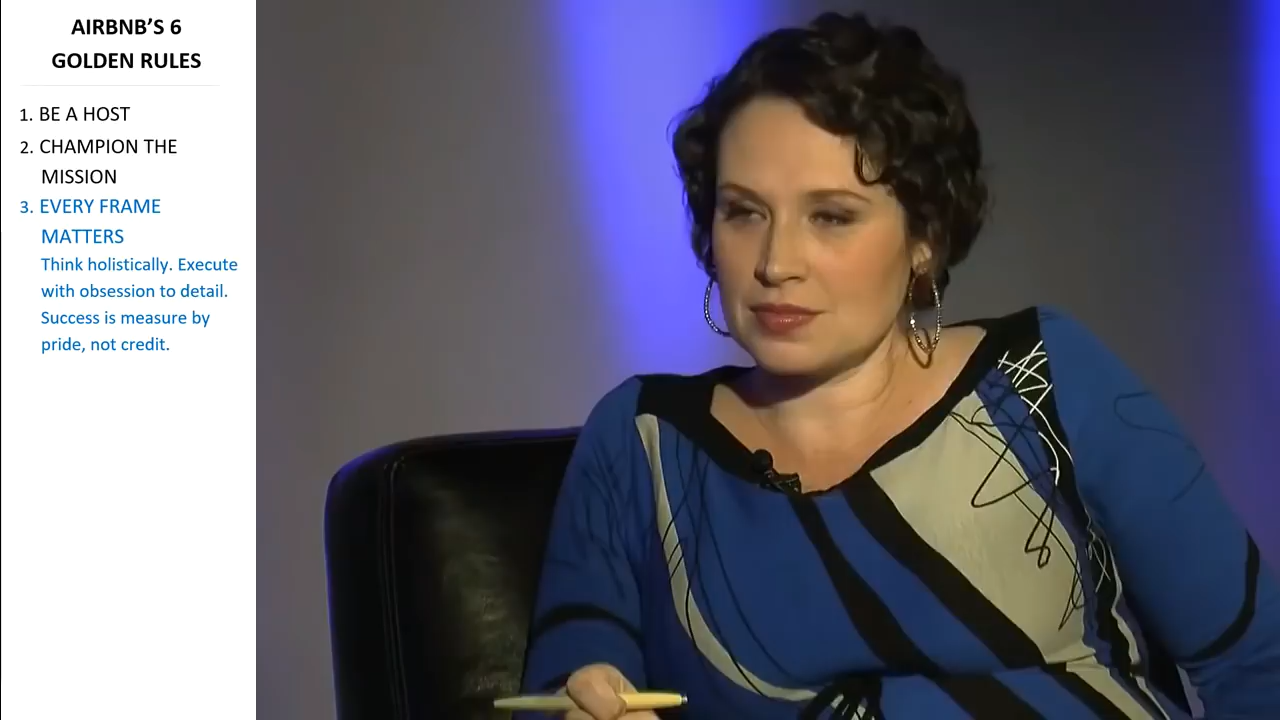 AIRBNB’S 6
GOLDEN RULES
1. BE A HOST
2. CHAMPION THE
MISSION
3. EVERY FRAME
MATTERS
Think holistically. Execute
with obsession to detail.
Success is measure by
pride, not credit.